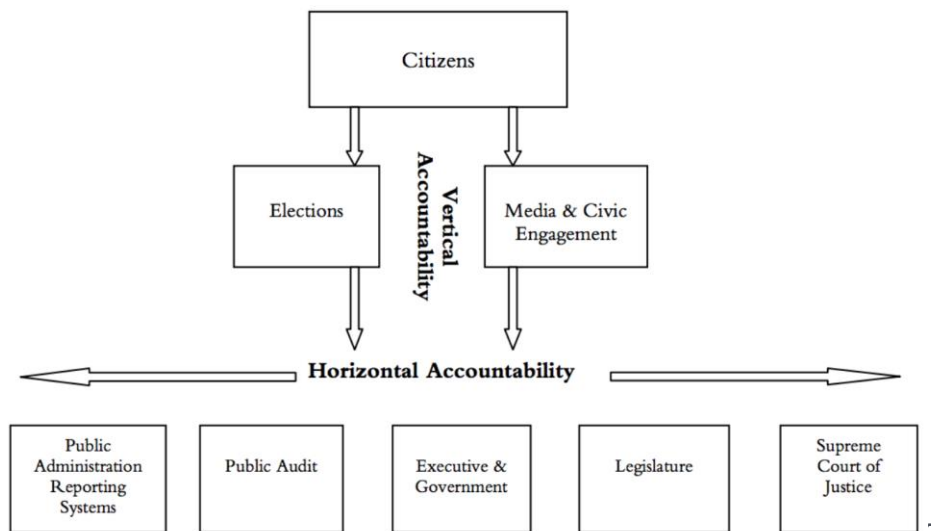 Citizens
Elections
Vertical
Accountability
Media & Civic
Engagement
Horizontal Accountability
Public
Administration
Reporting
Systems
Public Audit
Executive &
Government
Legislature
Supreme
Court of
Justice